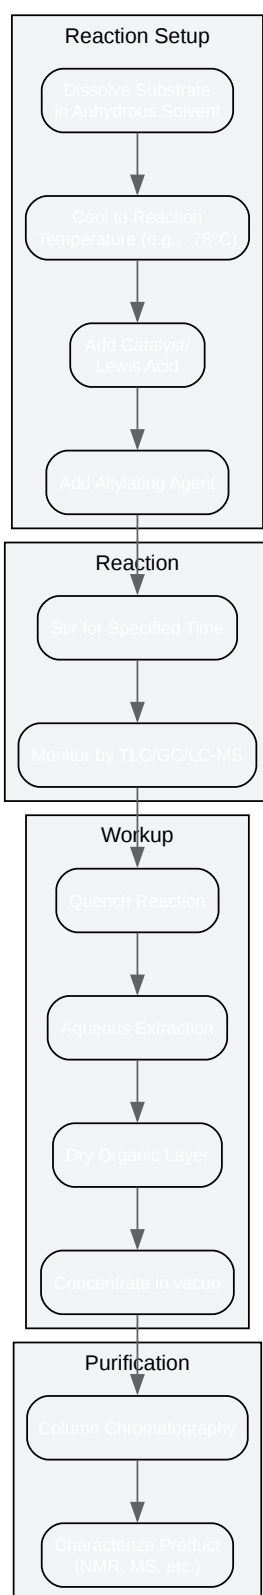 Reaction Setup
Dissolve Substrate
in Anhydrous Solvent
Cool to Reaction
Temperature (e.g., -78°C)
Add Catalyst/
Lewis Acid
Add Allylating Agent
Reaction
Stir for Specified Time
Monitor by TLC/GC/LC-MS
Workup
Quench Reaction
Aqueous Extraction
Dry Organic Layer
Concentrate in vacuo
Purification
Column Chromatography
Characterize Product
(NMR, MS, etc.)